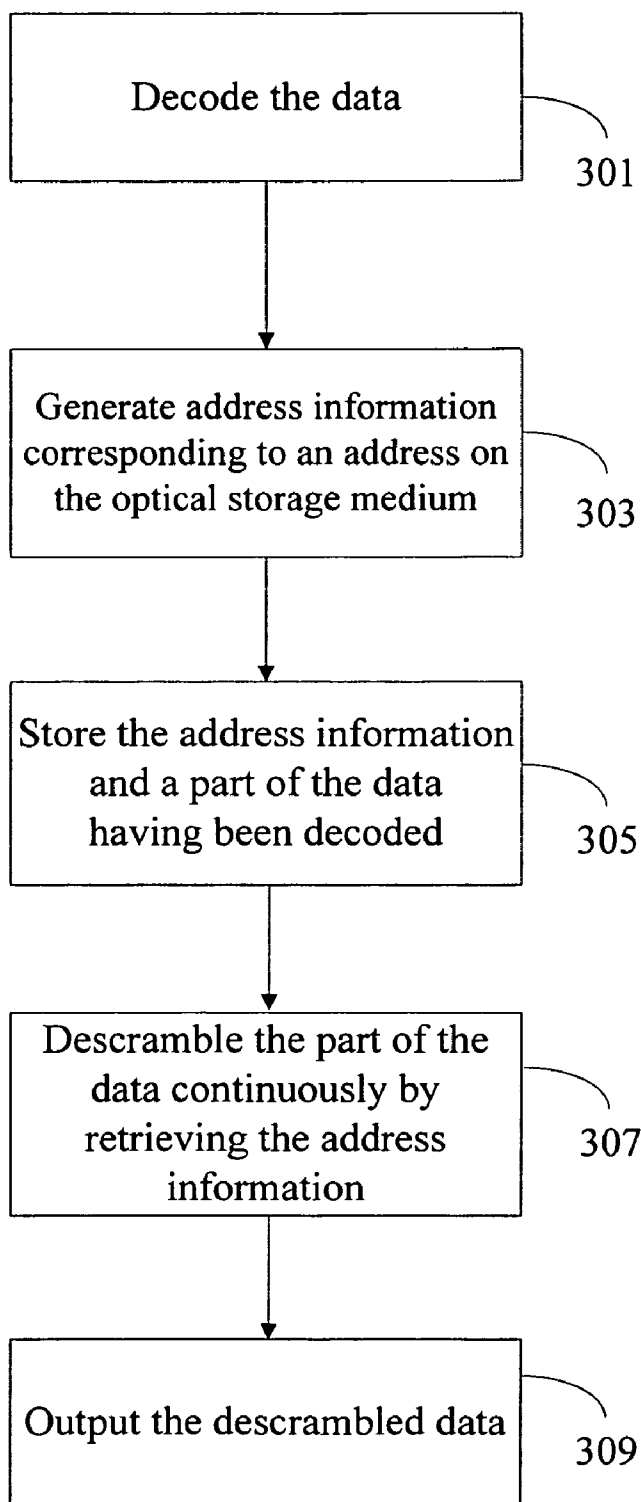 Decode the data
301
Generate address information
corresponding to an address on
the optical storage medium
303
Store the address information
and a part of the data
having been decoded
305
Descramble the part of the
data continuously by
retrieving the address
information
307
Output the descrambled data
309